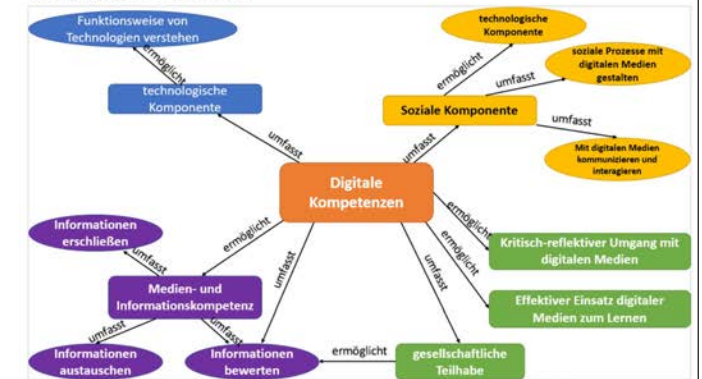 Funktionsweise von
Technologien verstehen
ermöglicht
technologische
Komponente
umfasst
technologische
Komponente
ermöglicht
soziale Prozesse mit
digitalen Medien
gestalten
umfasst
Soziale Komponente
umfasst
Mit digitalen Medien
kommunizieren und
interagieren
umfasst
Digitale
Kompetenzen
Informationen
erschließen
umfasst
ermöglicht
Medien- und
Informationskompetenz
umfasst
umfasst
umfasst
Informationen
austauschen
Informationen
bewerten
ermöglicht
Kritisch-reflektiver Umgang mit
digitalen Medien
ermöglicht
Effektiver Einsatz digitaler
Medien zum Lernen
umfasst
ermöglicht
gesellschaftliche
Teilhabe